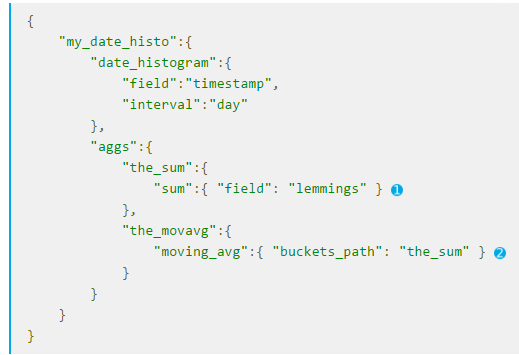 {
    "my_date_histo":{
        "date_histogram":{
            "field":"timestamp",
            "interval":"day"
        },
        "aggs":{
            "the_sum":{
                "sum":{ "field": "lemmings" } 1
            },
            "the_movavg":{
                "moving_avg":{ "buckets_path": "the_sum" } 2
            }
        }
    }
}